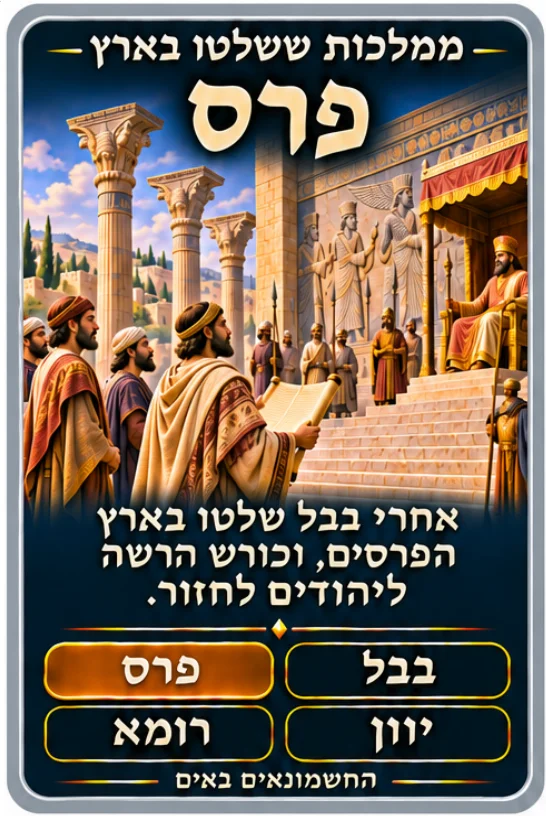 ממלכות ששלטו בארץ
פרס
אחרי בבל שלטו בארץ
הפרסים, וכורש הרשה
ליהודים לחזור.
בבל
פרס
יוון
רומא
החשמונאים באים